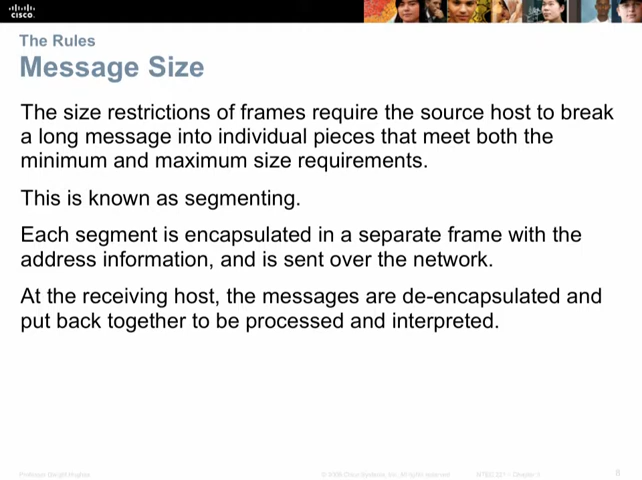 CISCO.
The Rules
Message Size
The size restrictions of frames require the source host to break
a long message into individual pieces that meet both the
minimum and maximum size requirements.
This is known as segmenting.
Each segment is encapsulated in a separate frame with the
address information, and is sent over the network.
At the receiving host, the messages are de-encapsulated and
put back together to be processed and interpreted.
© 2008 Cisco Systems, Inc. All rights reserved
8